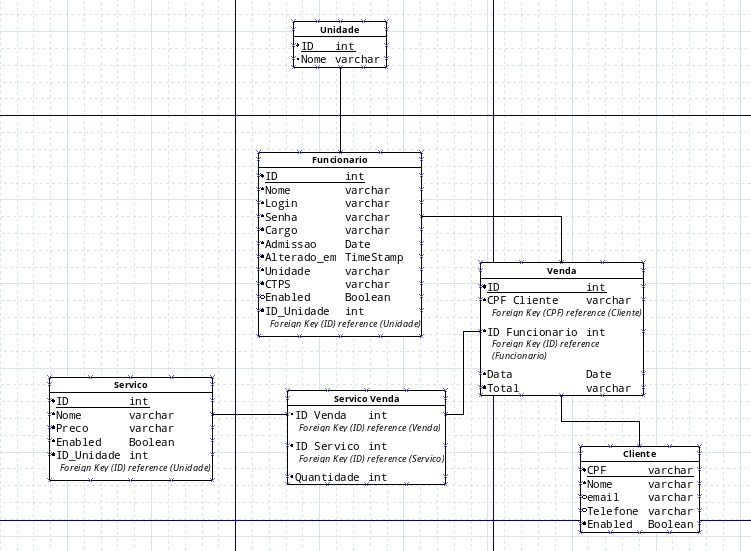 Unidade
ID int
Nome varchar
Funcionario
ID int
Nome varchar
Login varchar
Senha varchar
Cargo varchar
Admissao Date
Alterado_em TimeStamp
Unidade varchar
CTPS varchar
Enabled Boolean
ID_Unidade int
Foreign Key (ID) reference (Unidade)
Venda
ID int
CPF Cliente varchar
Foreign Key (CPF) reference (Cliente)
ID Funcionario int
Foreign Key (ID) reference
(Funcionario)
Data Date
Total varchar
Servico
ID int
Nome varchar
Preco varchar
Enabled Boolean
ID_Unidade int
Foreign Key (ID) reference (Unidade)
Servico Venda
ID Venda int
Foreign Key (ID) reference (Venda)
ID Servico int
Foreign Key (ID) reference (Servico)
Quantidade int
Cliente
CPF varchar
Nome varchar
email varchar
Telefone varchar
Enabled Boolean